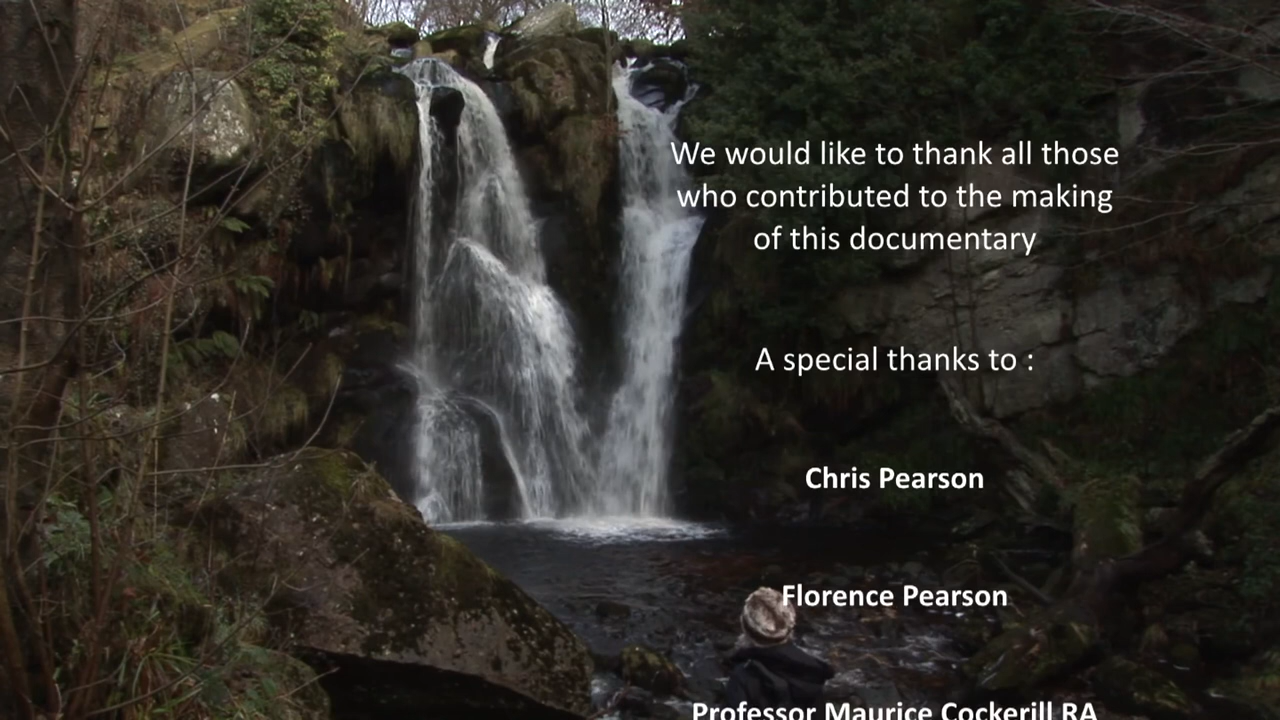 We would like to thank all those
who contributed to the making
of this documentary
A special thanks to :
Chris Pearson
Florence Pearson
Professor Maurice Cockerill RA